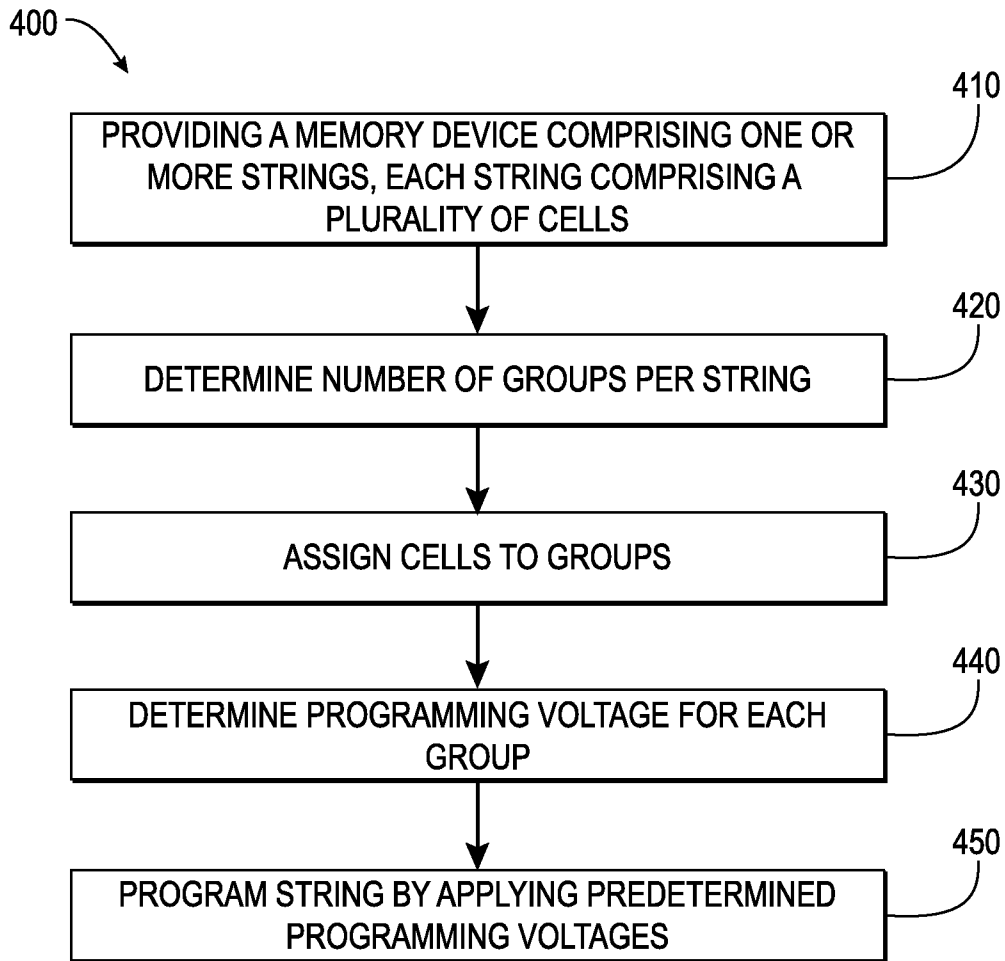 400
410
PROVIDING A MEMORY DEVICE COMPRISING ONE OR
MORE STRINGS, EACH STRING COMPRISING A
PLURALITY OF CELLS
420
DETERMINE NUMBER OF GROUPS PER STRING
430
ASSIGN CELLS TO GROUPS
440
DETERMINE PROGRAMMING VOLTAGE FOR EACH
GROUP
450
PROGRAM STRING BY APPLYING PREDETERMINED
PROGRAMMING VOLTAGES